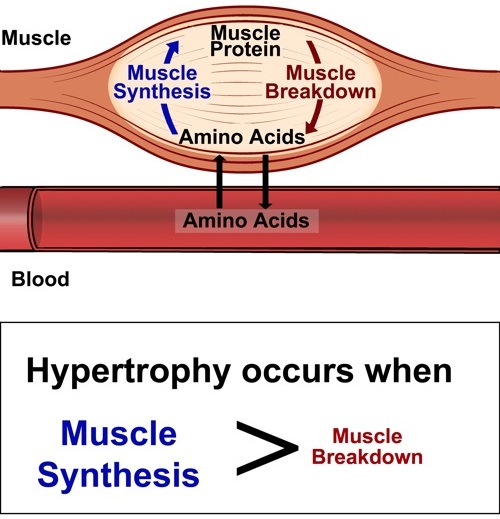 Muscle
Muscle
Protein
Muscle
Synthesis
Muscle
Breakdown
Amino Acids
Amino Acids
Blood
Hypertrophy occurs when
Muscle
Synthesis
>
Muscle
Breakdown